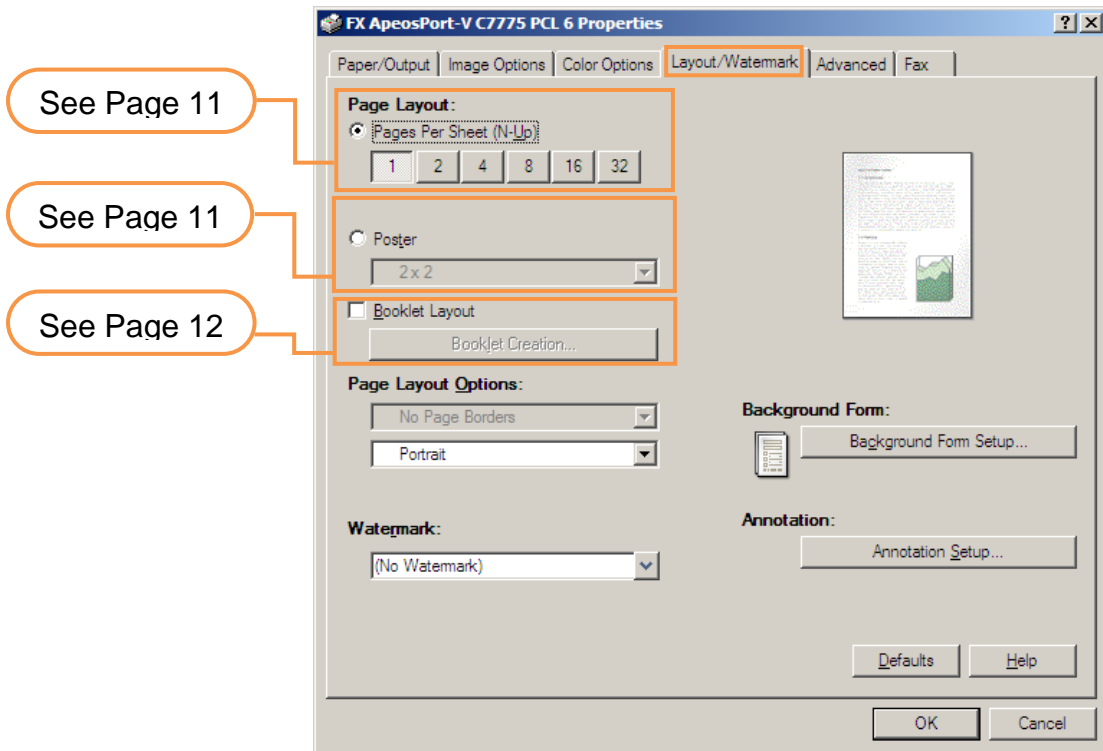 FX ApeosPort-V C7775 PCL 6 Properties
Paper/Output Image Options Color Options Layout/Watermark Advanced Fax
See Page 11
Page Layout:
Pages Per Sheet (N-Up)
1 2 4 8 16 32
See Page 11
Poster
2 x 2
See Page 12
Booklet Layout
Booklet Creation...
Page Layout Options:
No Page Borders
Portrait
Background Form:
Background Form Setup...
Watermark:
(No Watermark)
Annotation:
Annotation Setup...
Defaults Help
OK Cancel